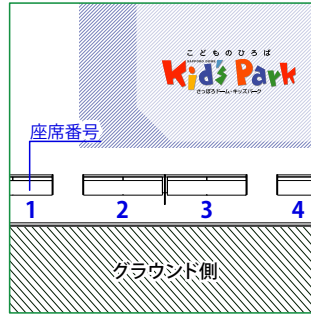 こどものひろば
SAPPORO DOME
Kid's Park
さっぽろドーム・キッズパーク
座席番号
1 2 3 4
グラウンド側